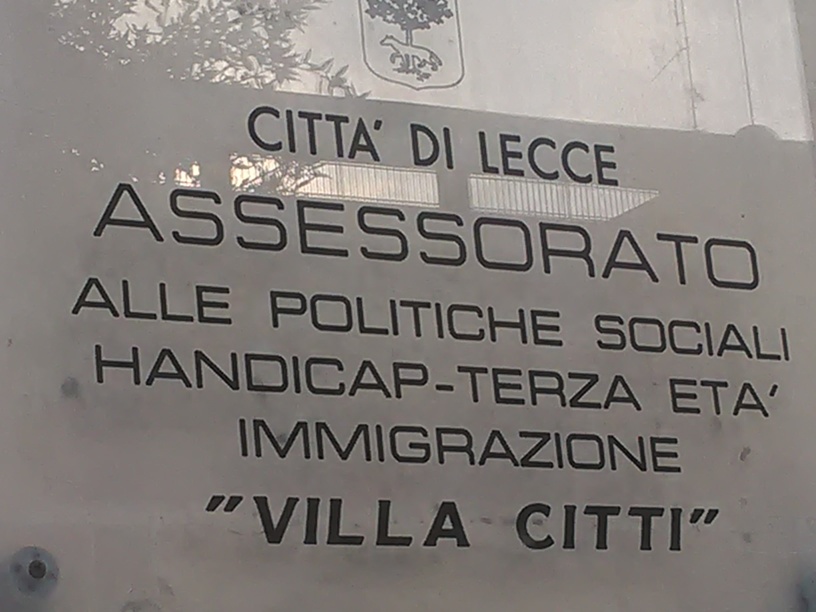 CITTA' DI LECCE
ASSESSORATO
ALLE POLITICHE SOCIALI
HANDICAP-TERZA ETA'
IMMIGRAZIONE
"VILLA CITTI"